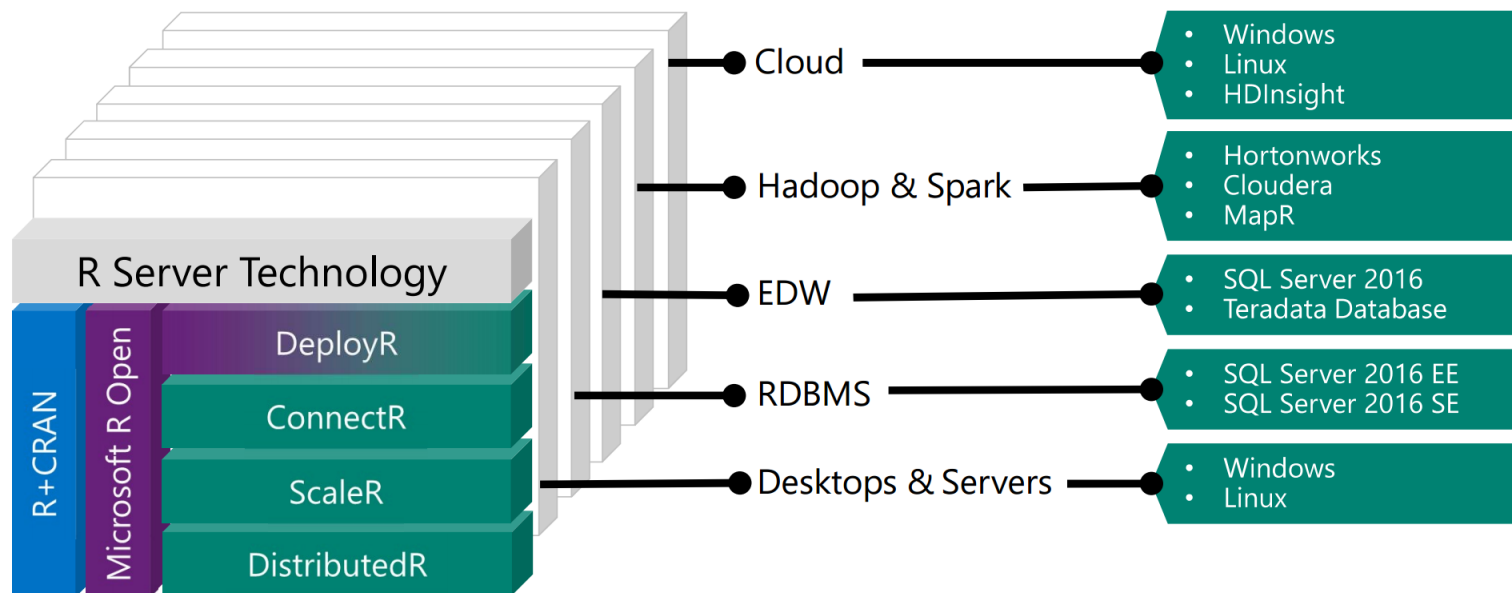 R Server Technology
R+CRAN
Microsoft R Open
DeployR
ConnectR
ScaleR
DistributedR
Cloud
• Windows
• Linux
• HDInsight
Hadoop & Spark
• Hortonworks
• Cloudera
• MapR
EDW
• SQL Server 2016
• Teradata Database
RDBMS
• SQL Server 2016 EE
• SQL Server 2016 SE
Desktops & Servers
• Windows
• Linux